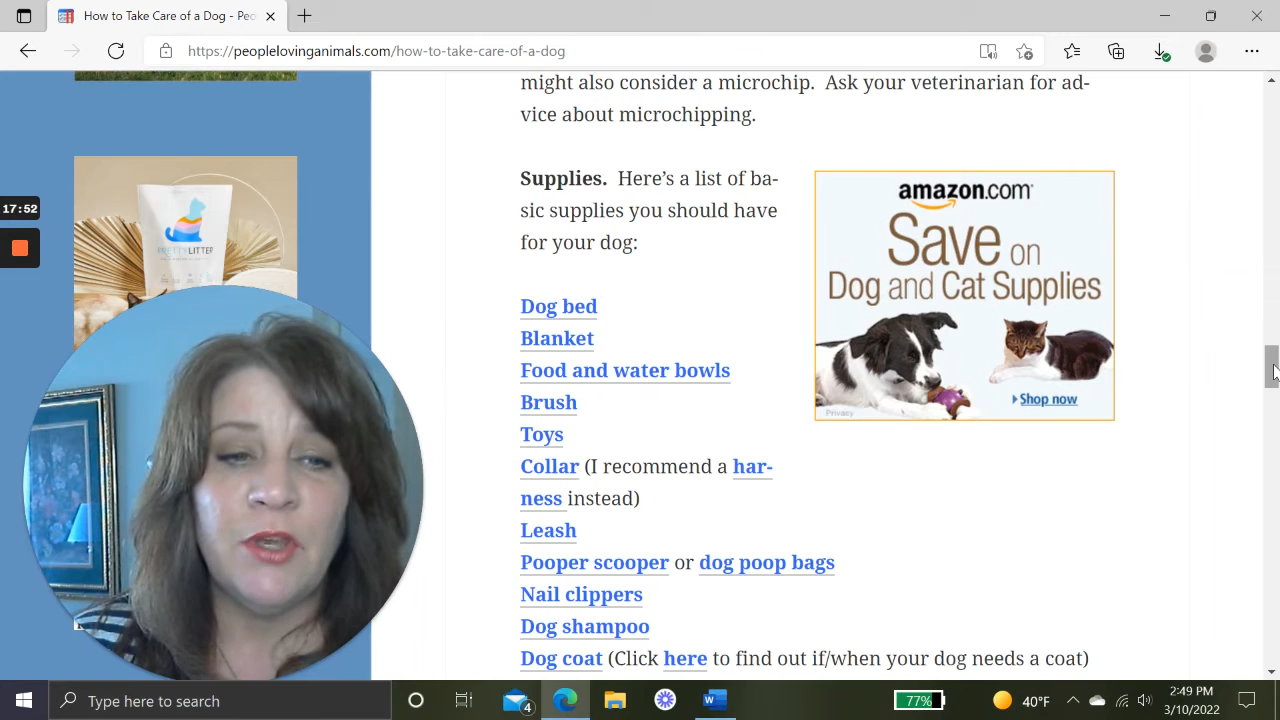 How to Take Care of a Dog - Peo
https://peoplelovinganimals.com/how-to-take-care-of-a-dog
might also consider a microchip.  Ask your veterinarian for ad-
vice about microchipping.
Supplies.  Here's a list of ba-
sic supplies you should have
for your dog:
Dog bed
Blanket
Food and water bowls
Brush
Toys
Collar (I recommend a har-
ness instead)
Leash
Pooper scooper or dog poop bags
Nail clippers
Dog shampoo
Dog coat (Click here to find out if/when your dog needs a coat)
amazon.com
Save on
Dog and Cat Supplies
Shop now
Privacy
17:52
PRETTYLITTER
Type here to search
4
W
77%
40°F
2:49 PM
3/10/2022